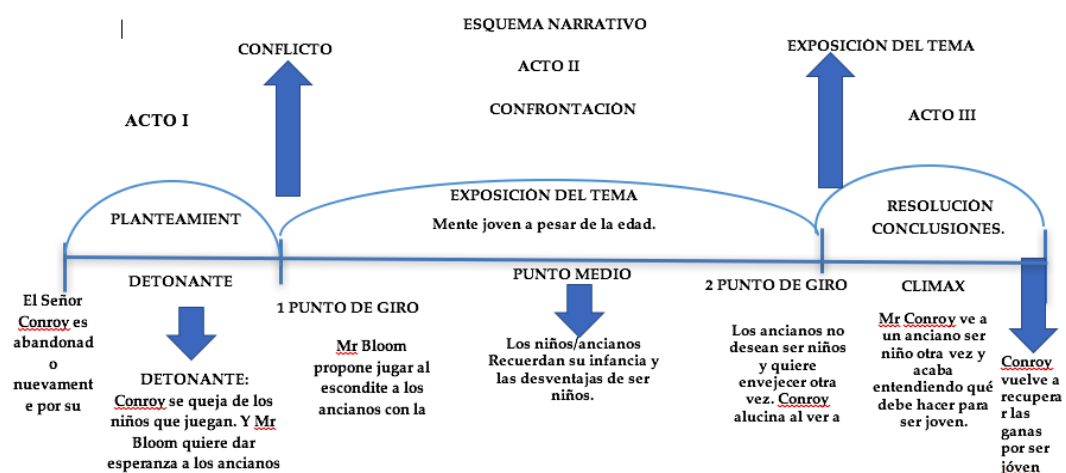 ESQUEMA NARRATIVO
CONFLICTO
EXPOSICIÓN DEL TEMA
ACTO II
CONFRONTACIÓN
ACTO I
ACTO III
PLANTEAMIENT
EXPOSICIÓN DEL TEMA
Mente joven a pesar de la edad.
RESOLUCIÓN
CONCLUSIONES.
DETONANTE
PUNTO MEDIO
1 PUNTO DE GIRO
2 PUNTO DE GIRO
CLIMAX
El Señor
Conroy es
abandonad
o
nuevament
e por su
DETONANTE:
Conroy se queja de los
niños que juegan. Y Mr
Bloom quiere dar
esperanza a los ancianos
Mr Bloom
propone jugar al
escondite a los
ancianos con la
Los niños/ancianos
Recuerdan su infancia y
las desventajas de ser
niños.
Los ancianos no
desean ser niños
y quiere
envejecer otra
vez. Conroy
alucina al ver a
Mr Conroy ve a
un anciano ser
niño otra vez y
acaba
entendiendo qué
debe hacer para
ser joven.
Conroy
vuelve a
recupera
r las
ganas
por ser
jóven